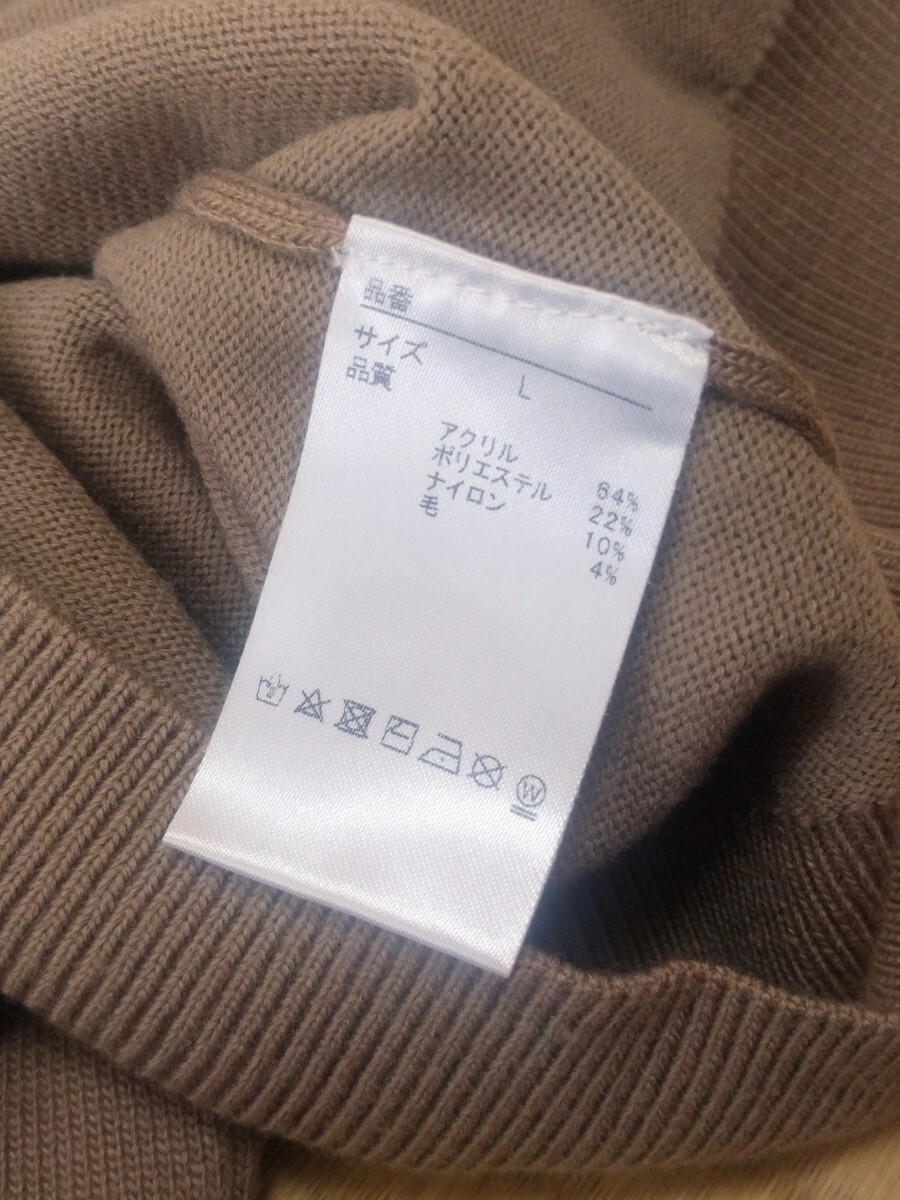 品番
サイズ L
品質
アクリル 64%
ポリエステル 22%
ナイロン 10%
毛 4%
W